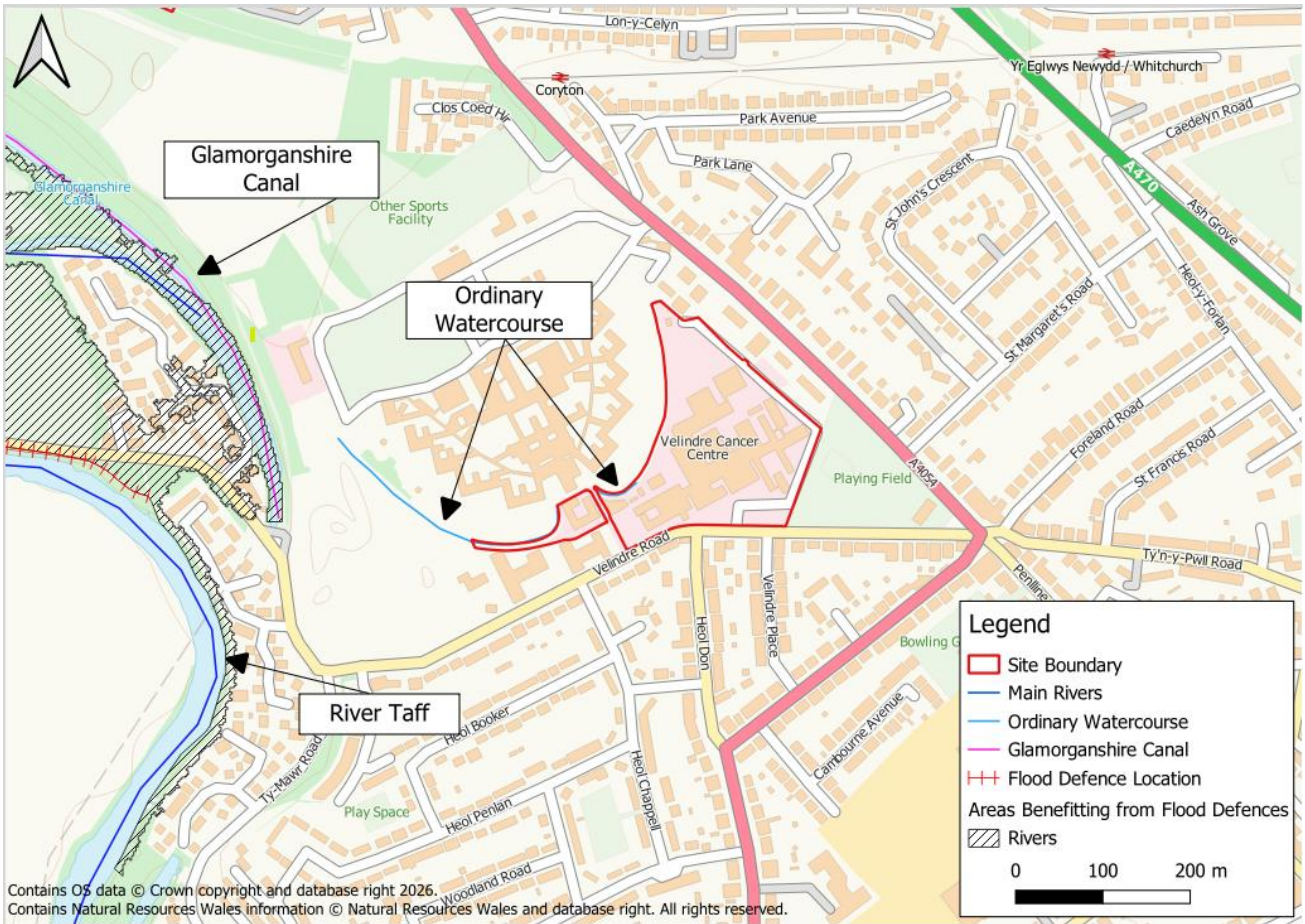 Lon-y-Celyn
Yr Eglwys Newydd / Whitchurch
Coryton
Clos Coed Hir
Park Avenue
Caedelyn Road
Park Lane
A470
Glamorganshire
Canal
St John's Crescent
Ash Grove
Glamorganshire
Canal
Other Sports
Facility
Heol-y-Forlan
Ordinary
Watercourse
St Margaret's Road
Velindre Cancer
Centre
Foreland Road
St Francis Road
Playing Field
A4054
Velindre Road
Ty'n-y-Pwll Road
Velindre Place
Penlline
Heol Don
Bowling G
River Taff
Heol Booker
Ty-Mawr Road
Cambourne Avenue
Heol Chappell
Play Space
Heol Penlan
Woodland Road
Legend
Site Boundary
Main Rivers
Ordinary Watercourse
Glamorganshire Canal
Flood Defence Location
Areas Benefitting from Flood Defences
Rivers
0 100 200 m
Contains OS data © Crown copyright and database right 2026.
Contains Natural Resources Wales information © Natural Resources Wales and database right. All rights reserved.